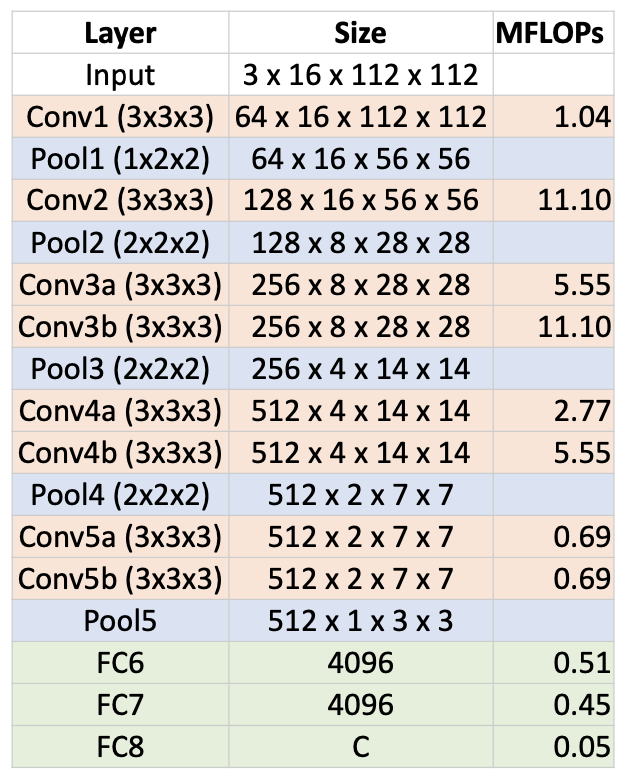 Layer Size MFLOPs
Input 3 x 16 x 112 x 112
Conv1 (3x3x3) 64 x 16 x 112 x 112 1.04
Pool1 (1x2x2) 64 x 16 x 56 x 56
Conv2 (3x3x3) 128 x 16 x 56 x 56 11.10
Pool2 (2x2x2) 128 x 8 x 28 x 28
Conv3a (3x3x3) 256 x 8 x 28 x 28 5.55
Conv3b (3x3x3) 256 x 8 x 28 x 28 11.10
Pool3 (2x2x2) 256 x 4 x 14 x 14
Conv4a (3x3x3) 512 x 4 x 14 x 14 2.77
Conv4b (3x3x3) 512 x 4 x 14 x 14 5.55
Pool4 (2x2x2) 512 x 2 x 7 x 7
Conv5a (3x3x3) 512 x 2 x 7 x 7 0.69
Conv5b (3x3x3) 512 x 2 x 7 x 7 0.69
Pool5 512 x 1 x 3 x 3
FC6 4096 0.51
FC7 4096 0.45
FC8 C 0.05